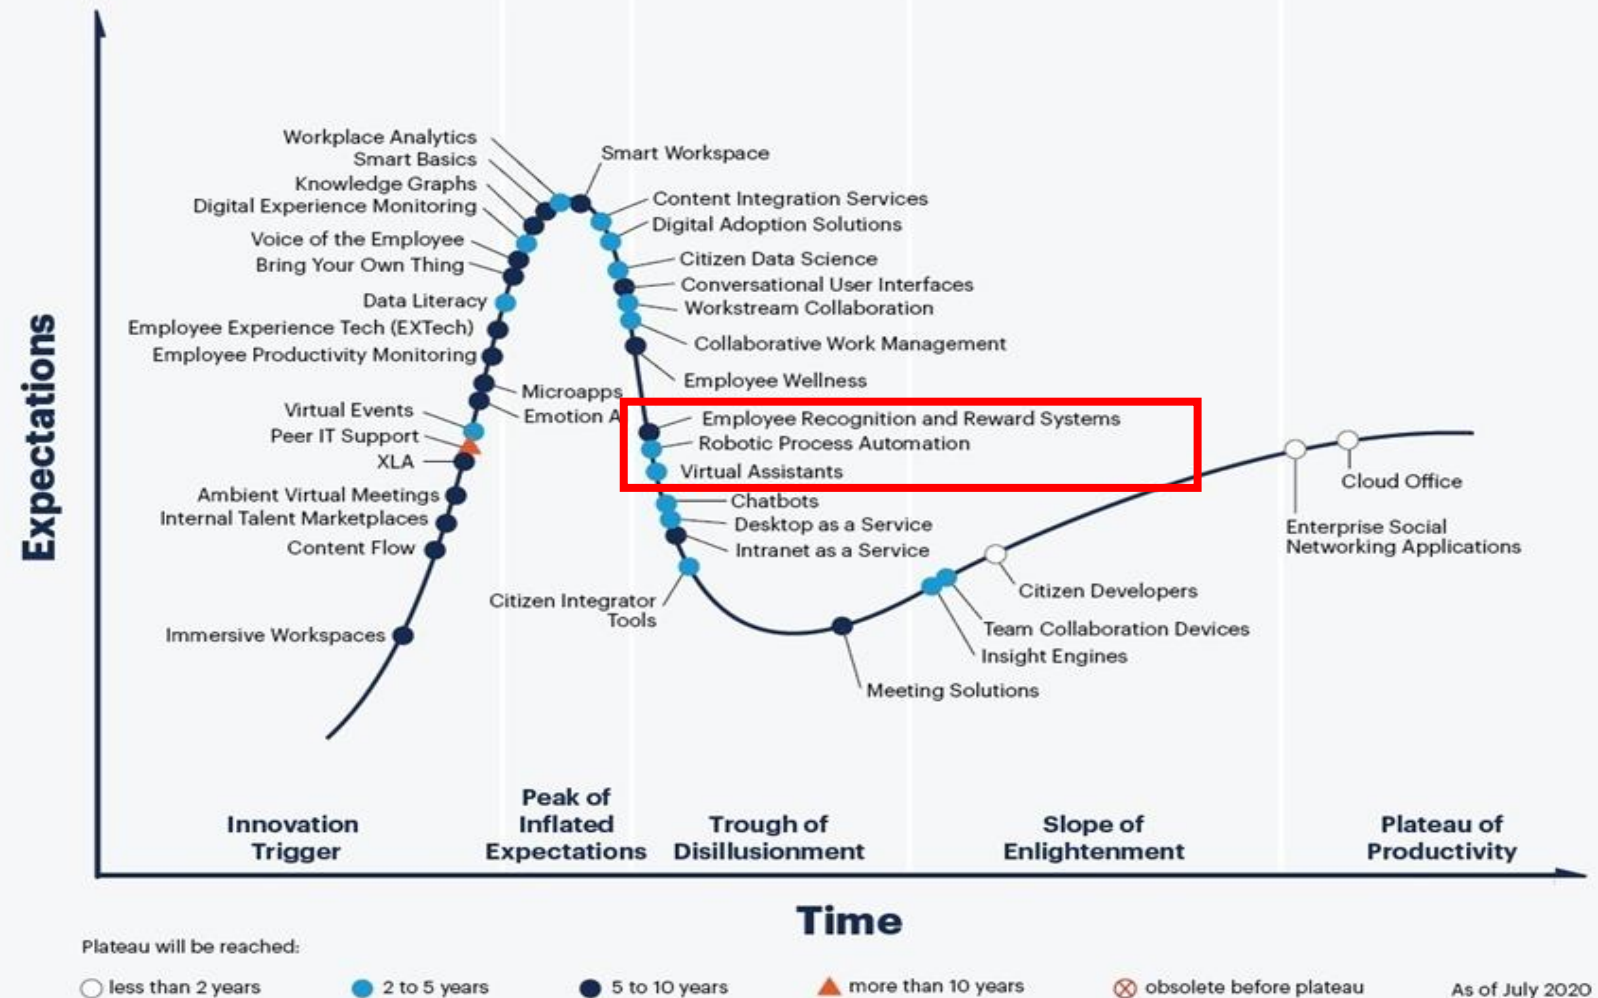 Expectations
Workplace Analytics
Smart Basics
Knowledge Graphs
Digital Experience Monitoring
Voice of the Employee
Bring Your Own Thing
Data Literacy
Employee Experience Tech (EXTech)
Employee Productivity Monitoring
Microapps
Emotion A
Virtual Events
Peer IT Support
XLA
Ambient Virtual Meetings
Internal Talent Marketplaces
Content Flow
Immersive Workspaces
Smart Workspace
Content Integration Services
Digital Adoption Solutions
Citizen Data Science
Conversational User Interfaces
Workstream Collaboration
Collaborative Work Management
Employee Wellness
Employee Recognition and Reward Systems
Robotic Process Automation
Virtual Assistants
Chatbots
Desktop as a Service
Intranet as a Service
Citizen Integrator
Tools
Meeting Solutions
Insight Engines
Team Collaboration Devices
Citizen Developers
Enterprise Social
Networking Applications
Cloud Office
Innovation
Trigger
Peak of
Inflated
Expectations
Trough of
Disillusionment
Slope of
Enlightenment
Plateau of
Productivity
Time
Plateau will be reached:
less than 2 years
2 to 5 years
5 to 10 years
more than 10 years
obsolete before plateau
As of July 2020